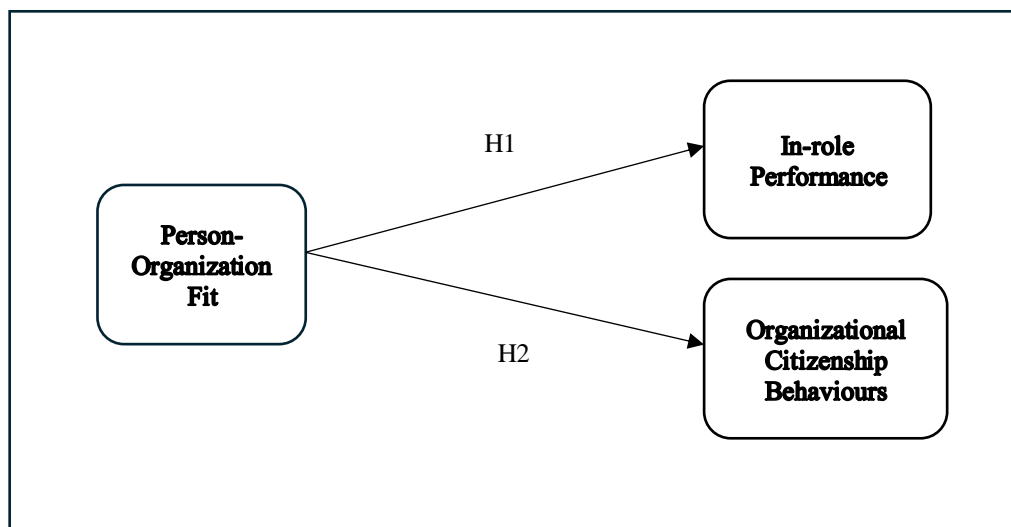 Person-
Organization
Fit
H1
H2
In-role
Performance
Organizational
Citizenship
Behaviours